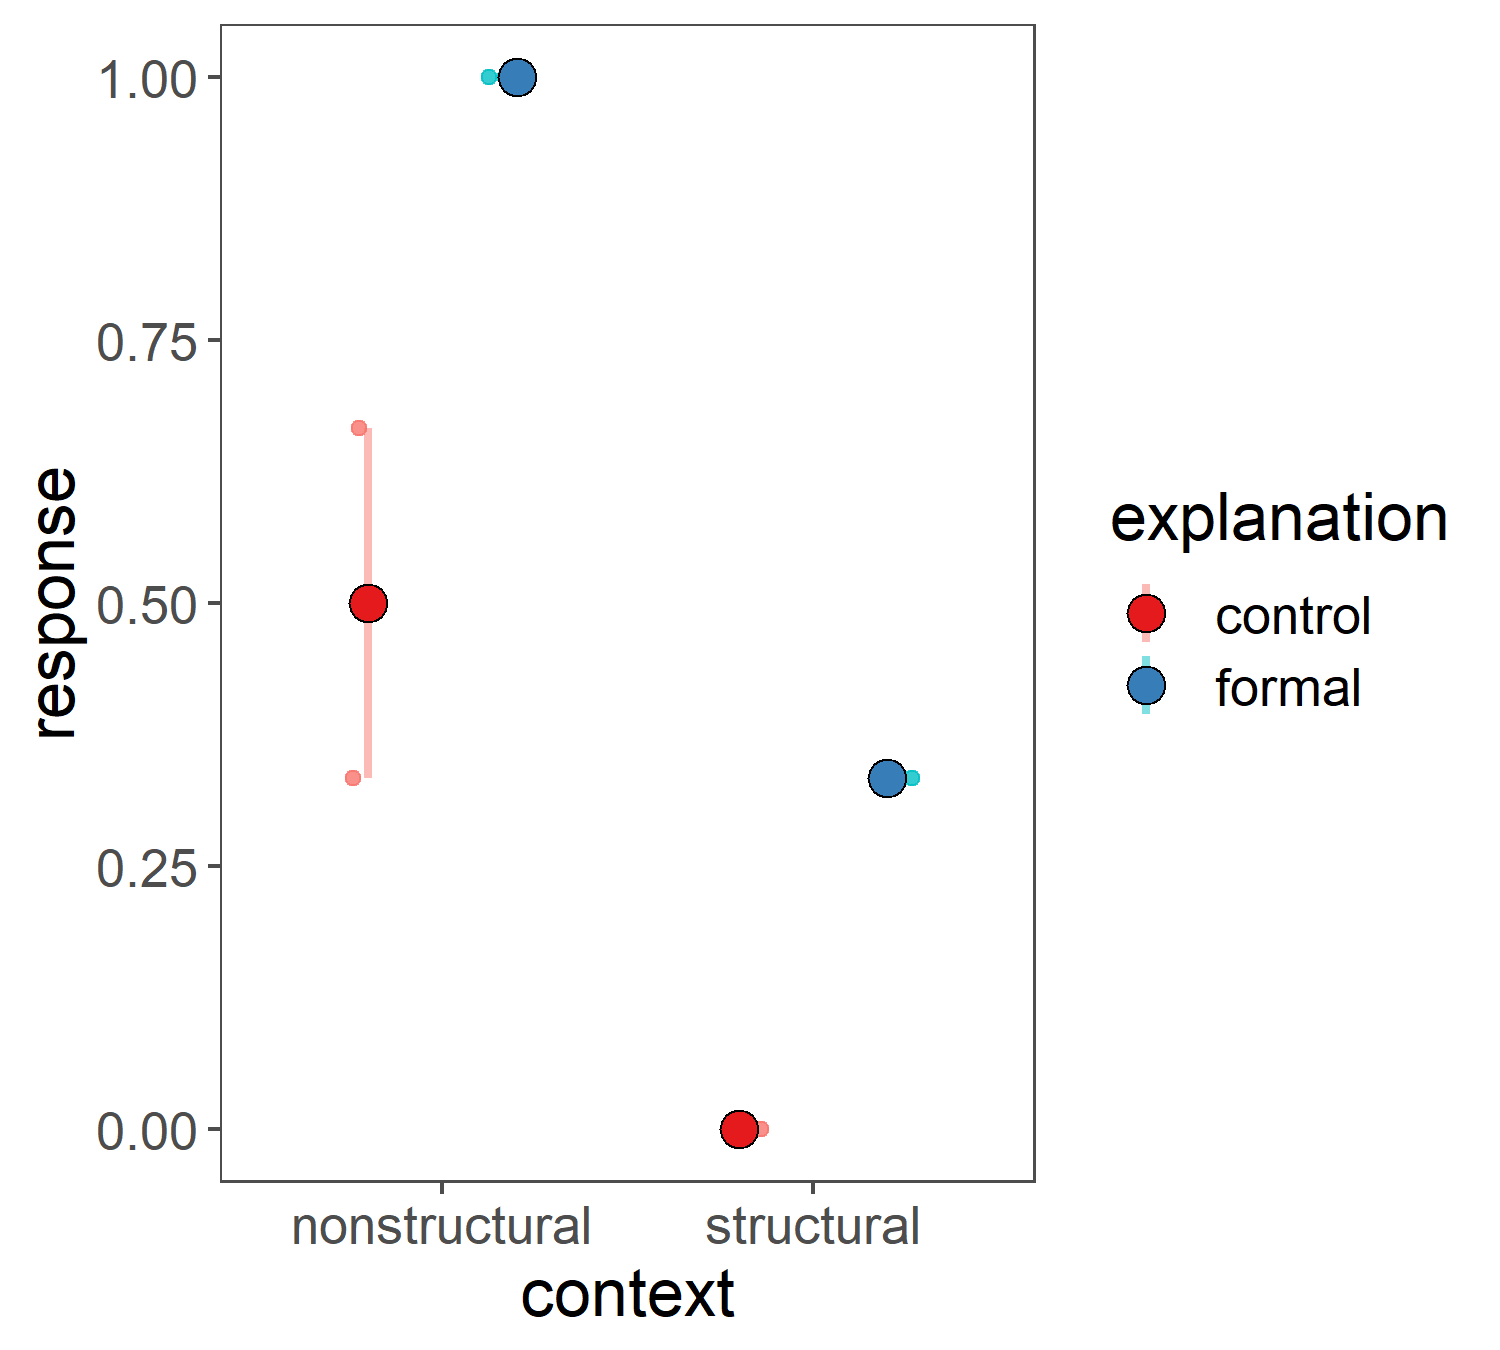 1.00
0.75
0.50
0.25
0.00
response
nonstructural
structural
context
explanation
control
formal